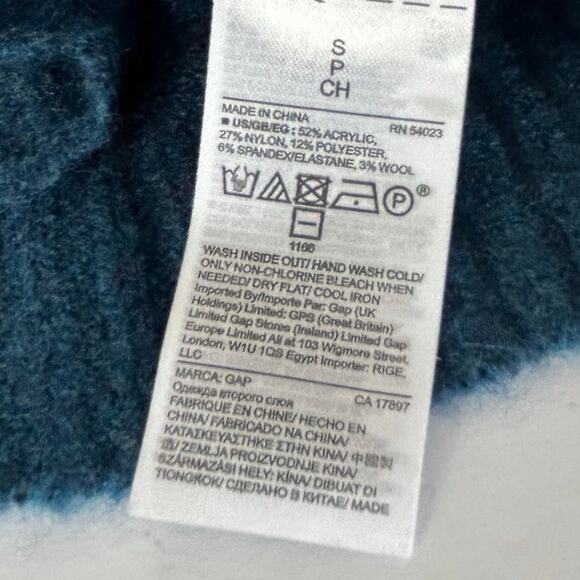 S
P
CH
MADE IN CHINA RN 54023
■ US/GB/EG: 52% ACRYLIC,
27% NYLON, 12% POLYESTER,
6% SPANDEX/ELASTANE, 3% WOOL
P ®
1166
WASH INSIDE OUT/ HAND WASH COLD/
ONLY NON-CHLORINE BLEACH WHEN
NEEDED/ DRY FLAT/ COOL IRON
Imported By/Importe Par: Gap (UK
Holdings) Limited: GPS (Great Britain)
Limited Gap Stores (Ireland) Limited Gap
Europe Limited All at 103 Wigmore Street,
London, W1U 1QS Egypt Importer: RIGE,
LLC
MARCA: GAP CA 17897
Одежда второго слоя
FABRIQUE EN CHINE/ HECHO EN
CHINA/ FABRICADO NA CHINA/
ΚΑΤΑΣΚΕΥΑΣΤΗΚΕ ΣΤΗΝ ΚΙΝΑ/ 中國製
造/ ZEMLJA PROIZVODNJE KINA/
SZÁRMAZÁSI HELY: KÍNA/ DIBUAT DI
TIONGKOK/ СДЕЛАНО В КИТАЕ/ MADE